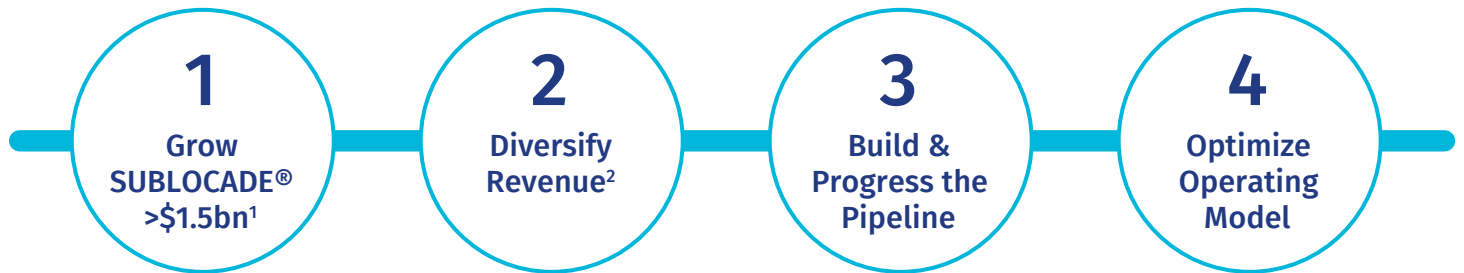 1
Grow
SUBLOCADE®
>$1.5bn¹
2
Diversify
Revenue²
3
Build &
Progress the
Pipeline
4
Optimize
Operating
Model